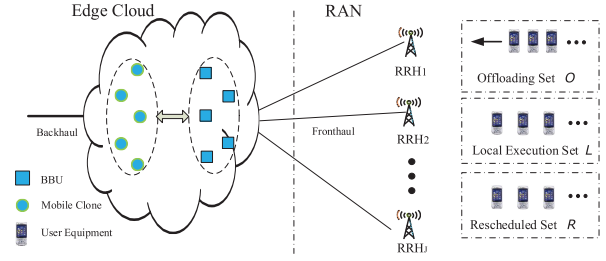 Edge Cloud
RAN
RRH1
Offloading Set O
Backhaul
Fronthaul
RRH2
Local Execution Set L
BBU
Mobile Clone
User Equipment
RRHJ
Rescheduled Set R